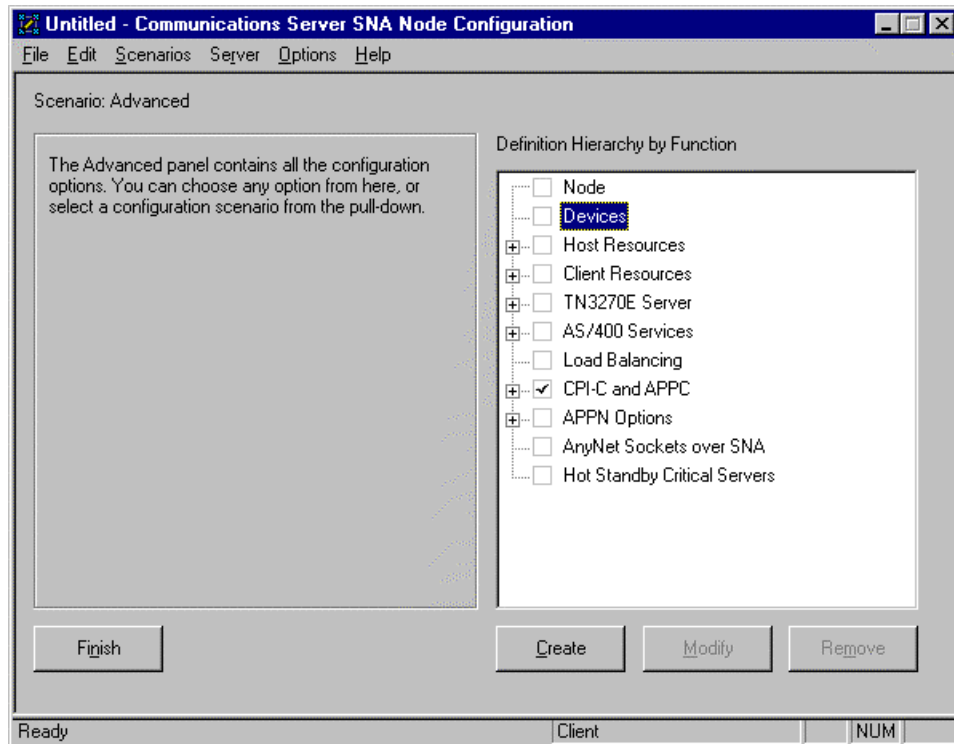 Untitled - Communications Server SNA Node Configuration
File Edit Scenarios Server Options Help
Scenario: Advanced
The Advanced panel contains all the configuration
options. You can choose any option from here, or
select a configuration scenario from the pull-down.
Definition Hierarchy by Function
Node
Devices
Host Resources
Client Resources
TN3270E Server
AS/400 Services
Load Balancing
CPI-C and APPC
APPN Options
AnyNet Sockets over SNA
Hot Standby Critical Servers
Finish
Create
Modify
Remove
Ready
Client
NUM